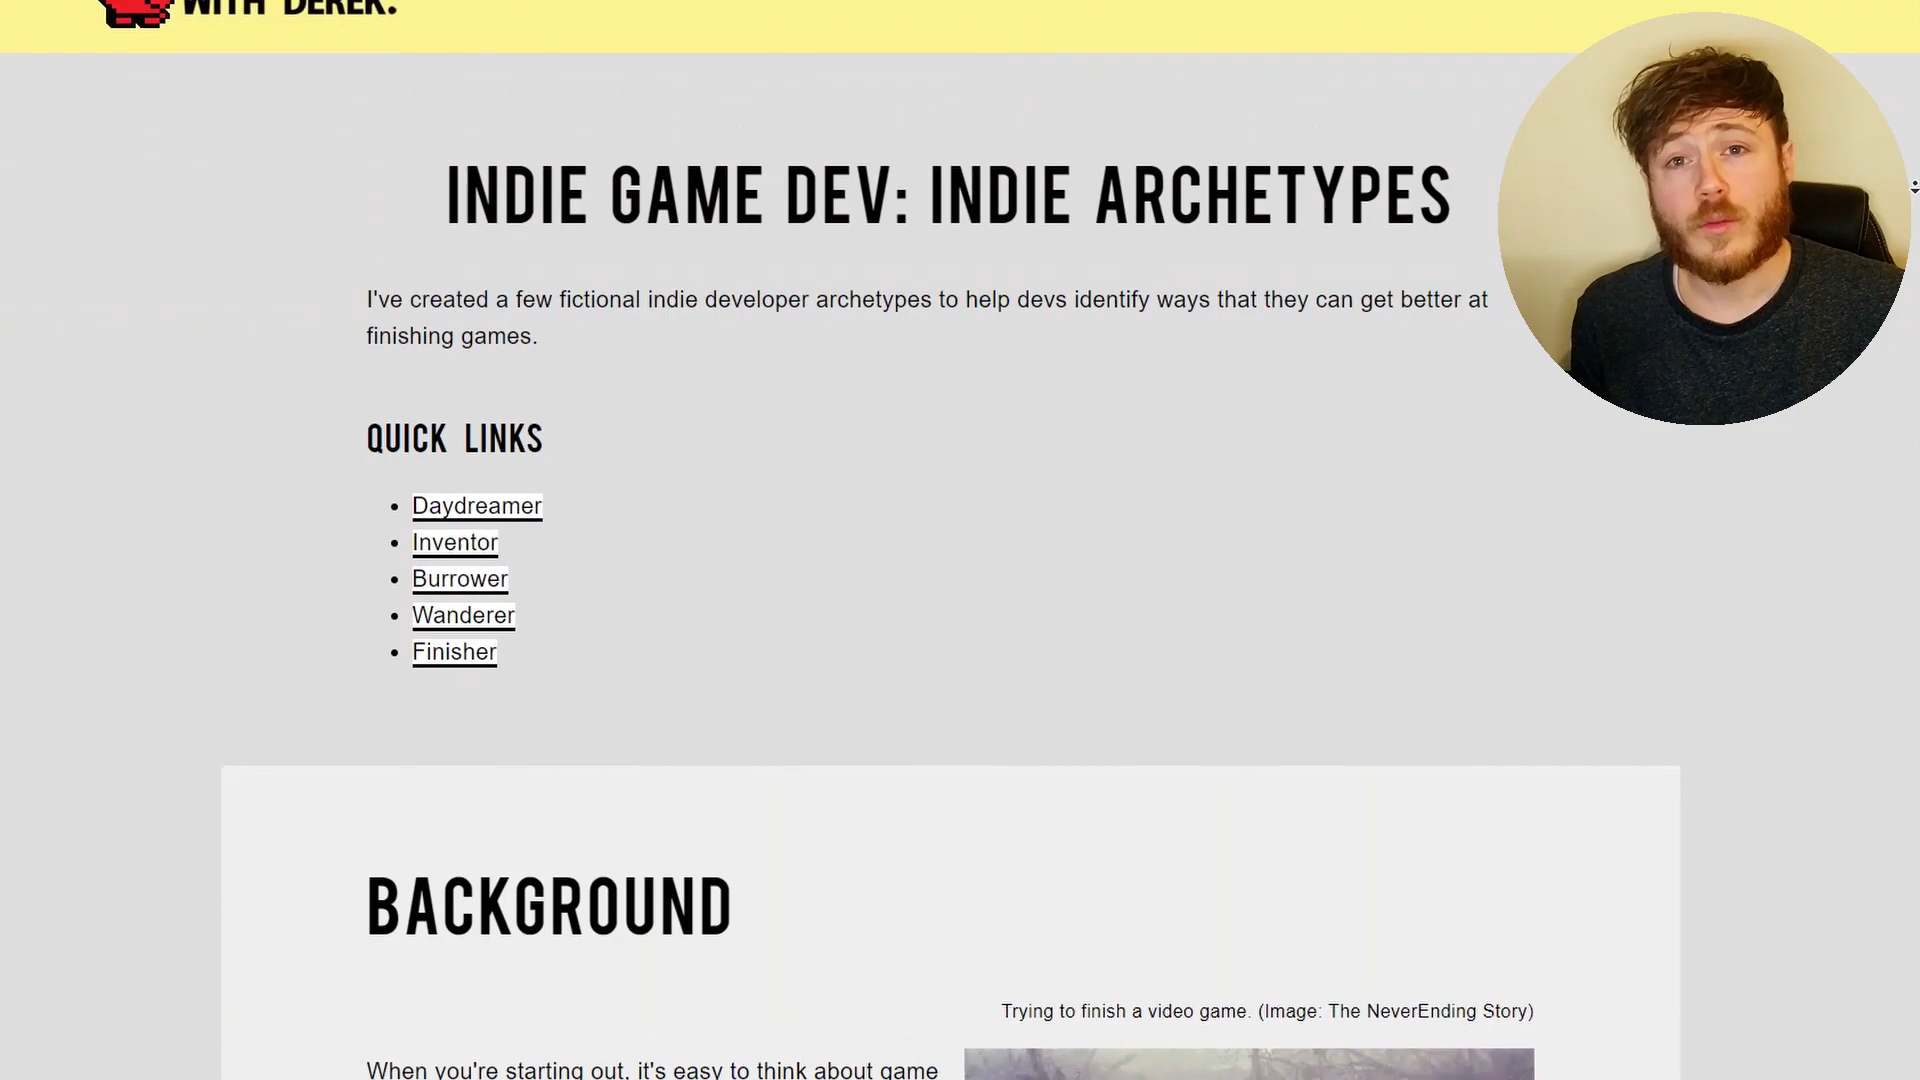 WITH DEREK.
INDIE GAME DEV: INDIE ARCHETYPES
I've created a few fictional indie developer archetypes to help devs identify ways that they can get better at
finishing games.
QUICK LINKS
Daydreamer
Inventor
Burrower
Wanderer
Finisher
BACKGROUND
Trying to finish a video game. (Image: The NeverEnding Story)
When you're starting out, it's easy to think about game